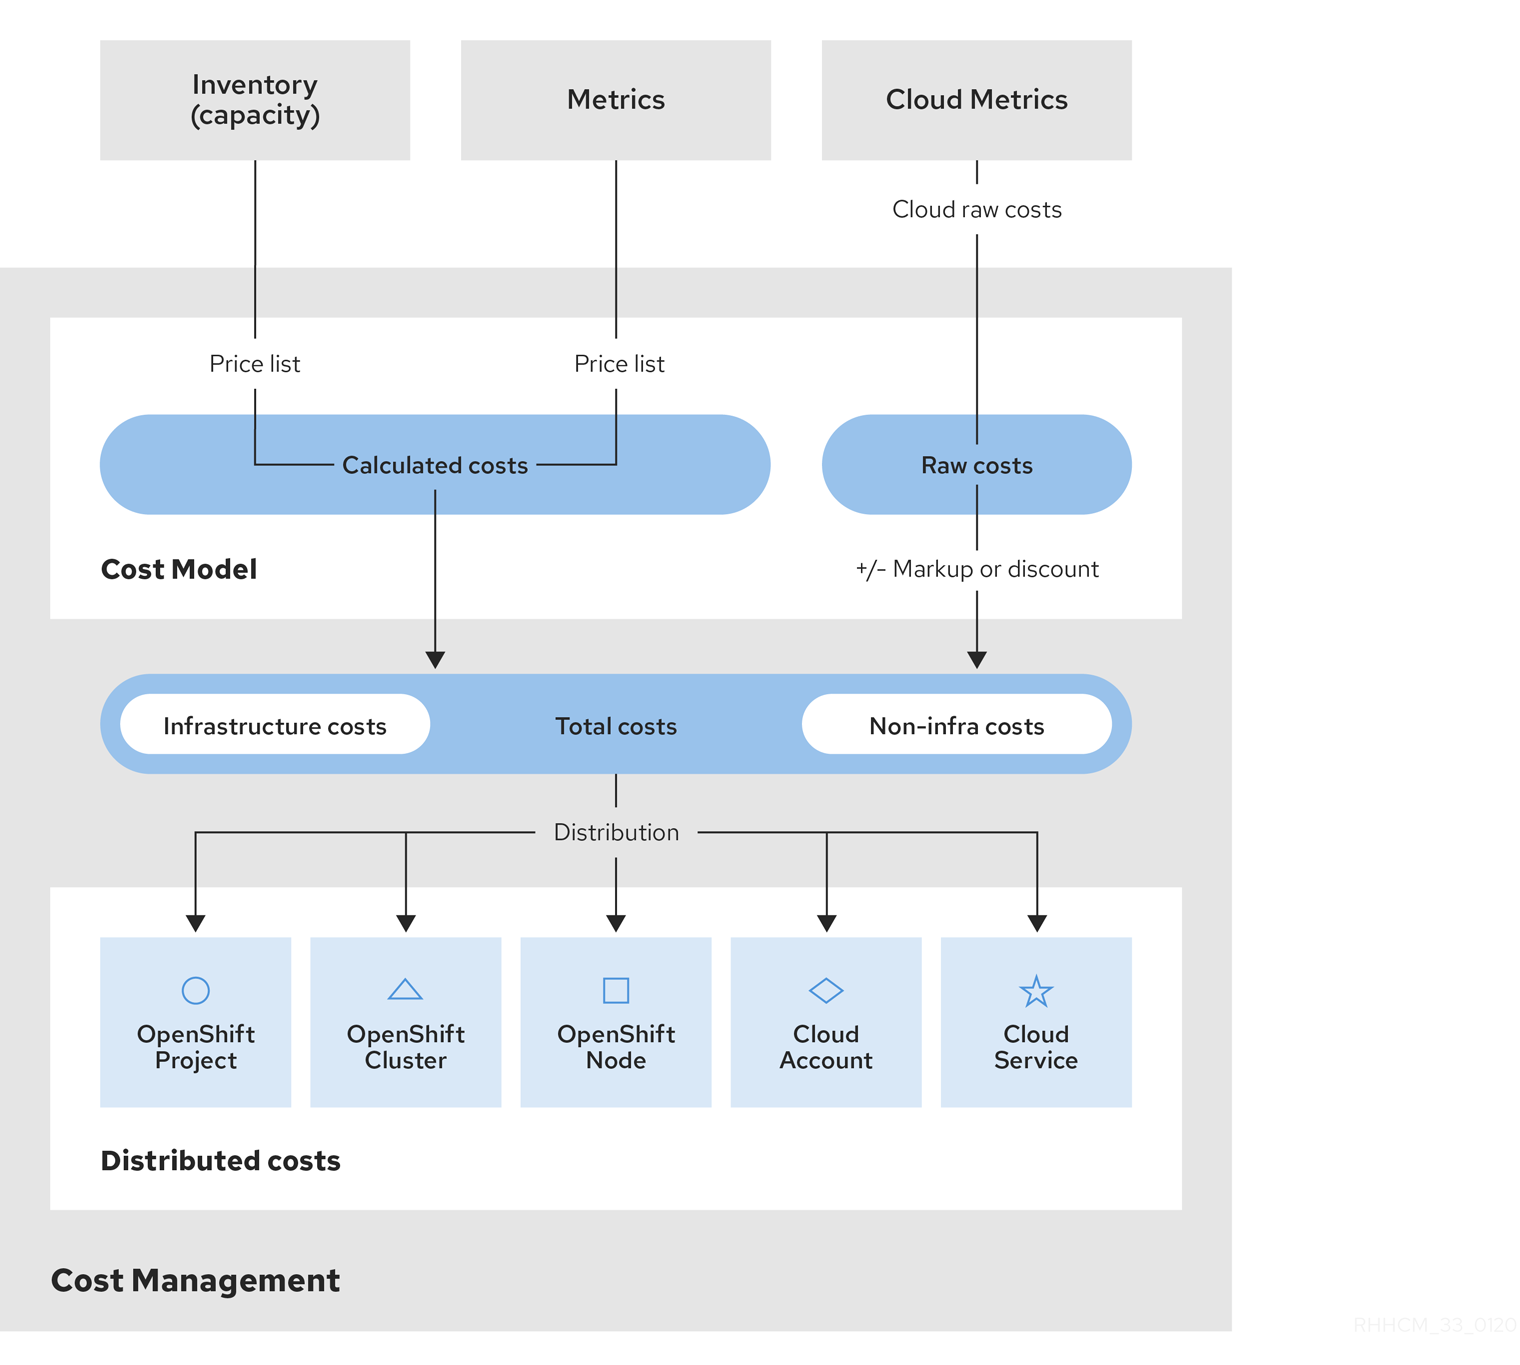 Inventory
(capacity)
Metrics
Cloud Metrics
Cloud raw costs
Price list
Price list
Calculated costs
Raw costs
Cost Model
+/- Markup or discount
Infrastructure costs
Total costs
Non-infra costs
Distribution
OpenShift
Project
OpenShift
Cluster
OpenShift
Node
Cloud
Account
Cloud
Service
Distributed costs
Cost Management
RHHCM_33_0120